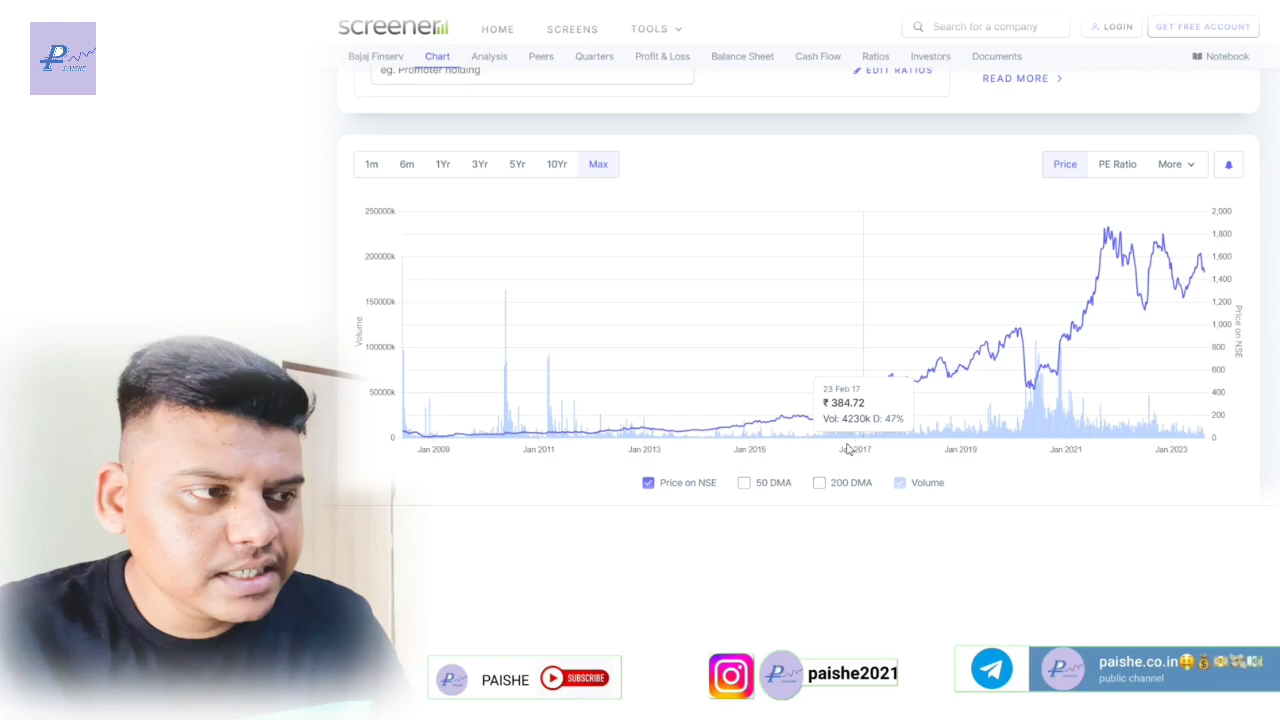 screener
HOME
SCREENS
TOOLS
Search for a company
LOGIN
GET FREE ACCOUNT
Bajaj Finserv
Chart
Analysis
Peers
Quarters
Profit & Loss
Balance Sheet
Cash Flow
Ratios
Investors
Documents
Notebook
eg. Promoter holding
EDIT RATIOS
READ MORE
PAISHE
1m
6m
1Yr
3Yr
5Yr
10Yr
Max
Price
PE Ratio
More
250000k
200000k
150000k
100000k
50000k
0
Volume
2,000
1,800
1,600
1,400
1,200
1,000
800
600
400
200
0
Price on NSE
23 Feb 17
₹ 384.72
Vol: 4230k D: 47%
Jan 2009
Jan 2011
Jan 2013
Jan 2015
Jan 2017
Jan 2019
Jan 2021
Jan 2023
Price on NSE
50 DMA
200 DMA
Volume
PAISHE
SUBSCRIBE
paishe2021
paishe.co.in🤑💰💵💸💵
public channel